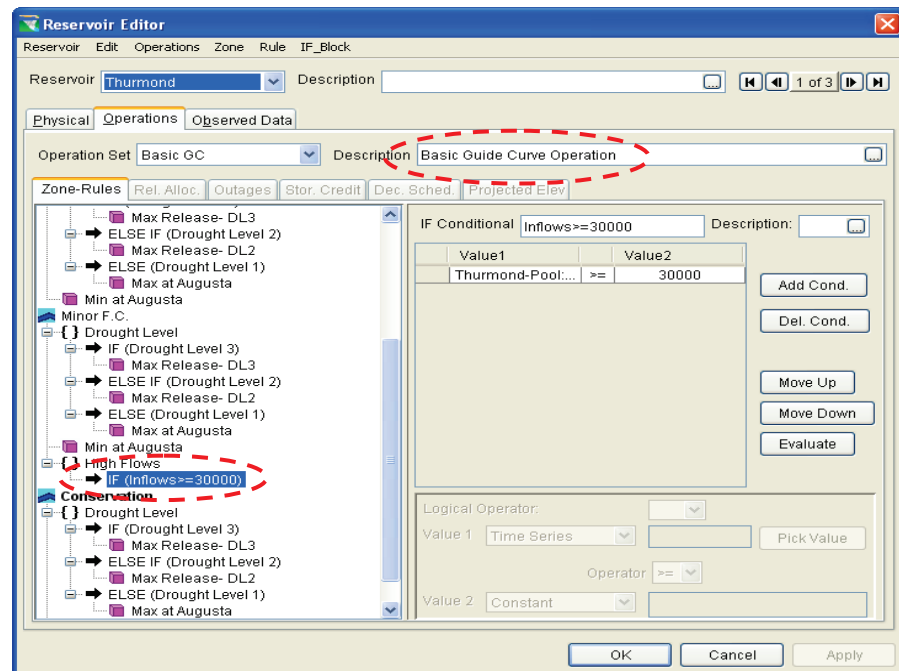 Reservoir Editor
Reservoir Edit Operations Zone Rule IF_Block
Reservoir Thurmond Description ... 1 of 3
Physical Operations Observed Data
Operation Set Basic GC Description Basic Guide Curve Operation ...
Zone-Rules Rel. Alloc. Outages Stor. Credit Dec. Sched. Projected Elev
Max Release- DL3
ELSE IF (Drought Level 2)
Max Release- DL2
ELSE (Drought Level 1)
Max at Augusta
Min at Augusta
Minor F.C.
{ } Drought Level
IF (Drought Level 3)
Max Release- DL3
ELSE IF (Drought Level 2)
Max Release- DL2
ELSE (Drought Level 1)
Max at Augusta
Min at Augusta
{ } High Flows
IF (Inflows>=30000)
Conservation
{ } Drought Level
IF (Drought Level 3)
Max Release- DL3
ELSE IF (Drought Level 2)
Max Release- DL2
ELSE (Drought Level 1)
Max at Augusta
IF Conditional Inflows>=30000 Description: ...
Value1 Value2
Thurmond-Pool:... >= 30000
Add Cond.
Del. Cond.
Move Up
Move Down
Evaluate
Logical Operator:
Value 1 Time Series Pick Value
Operator >=
Value 2 Constant
OK Cancel Apply